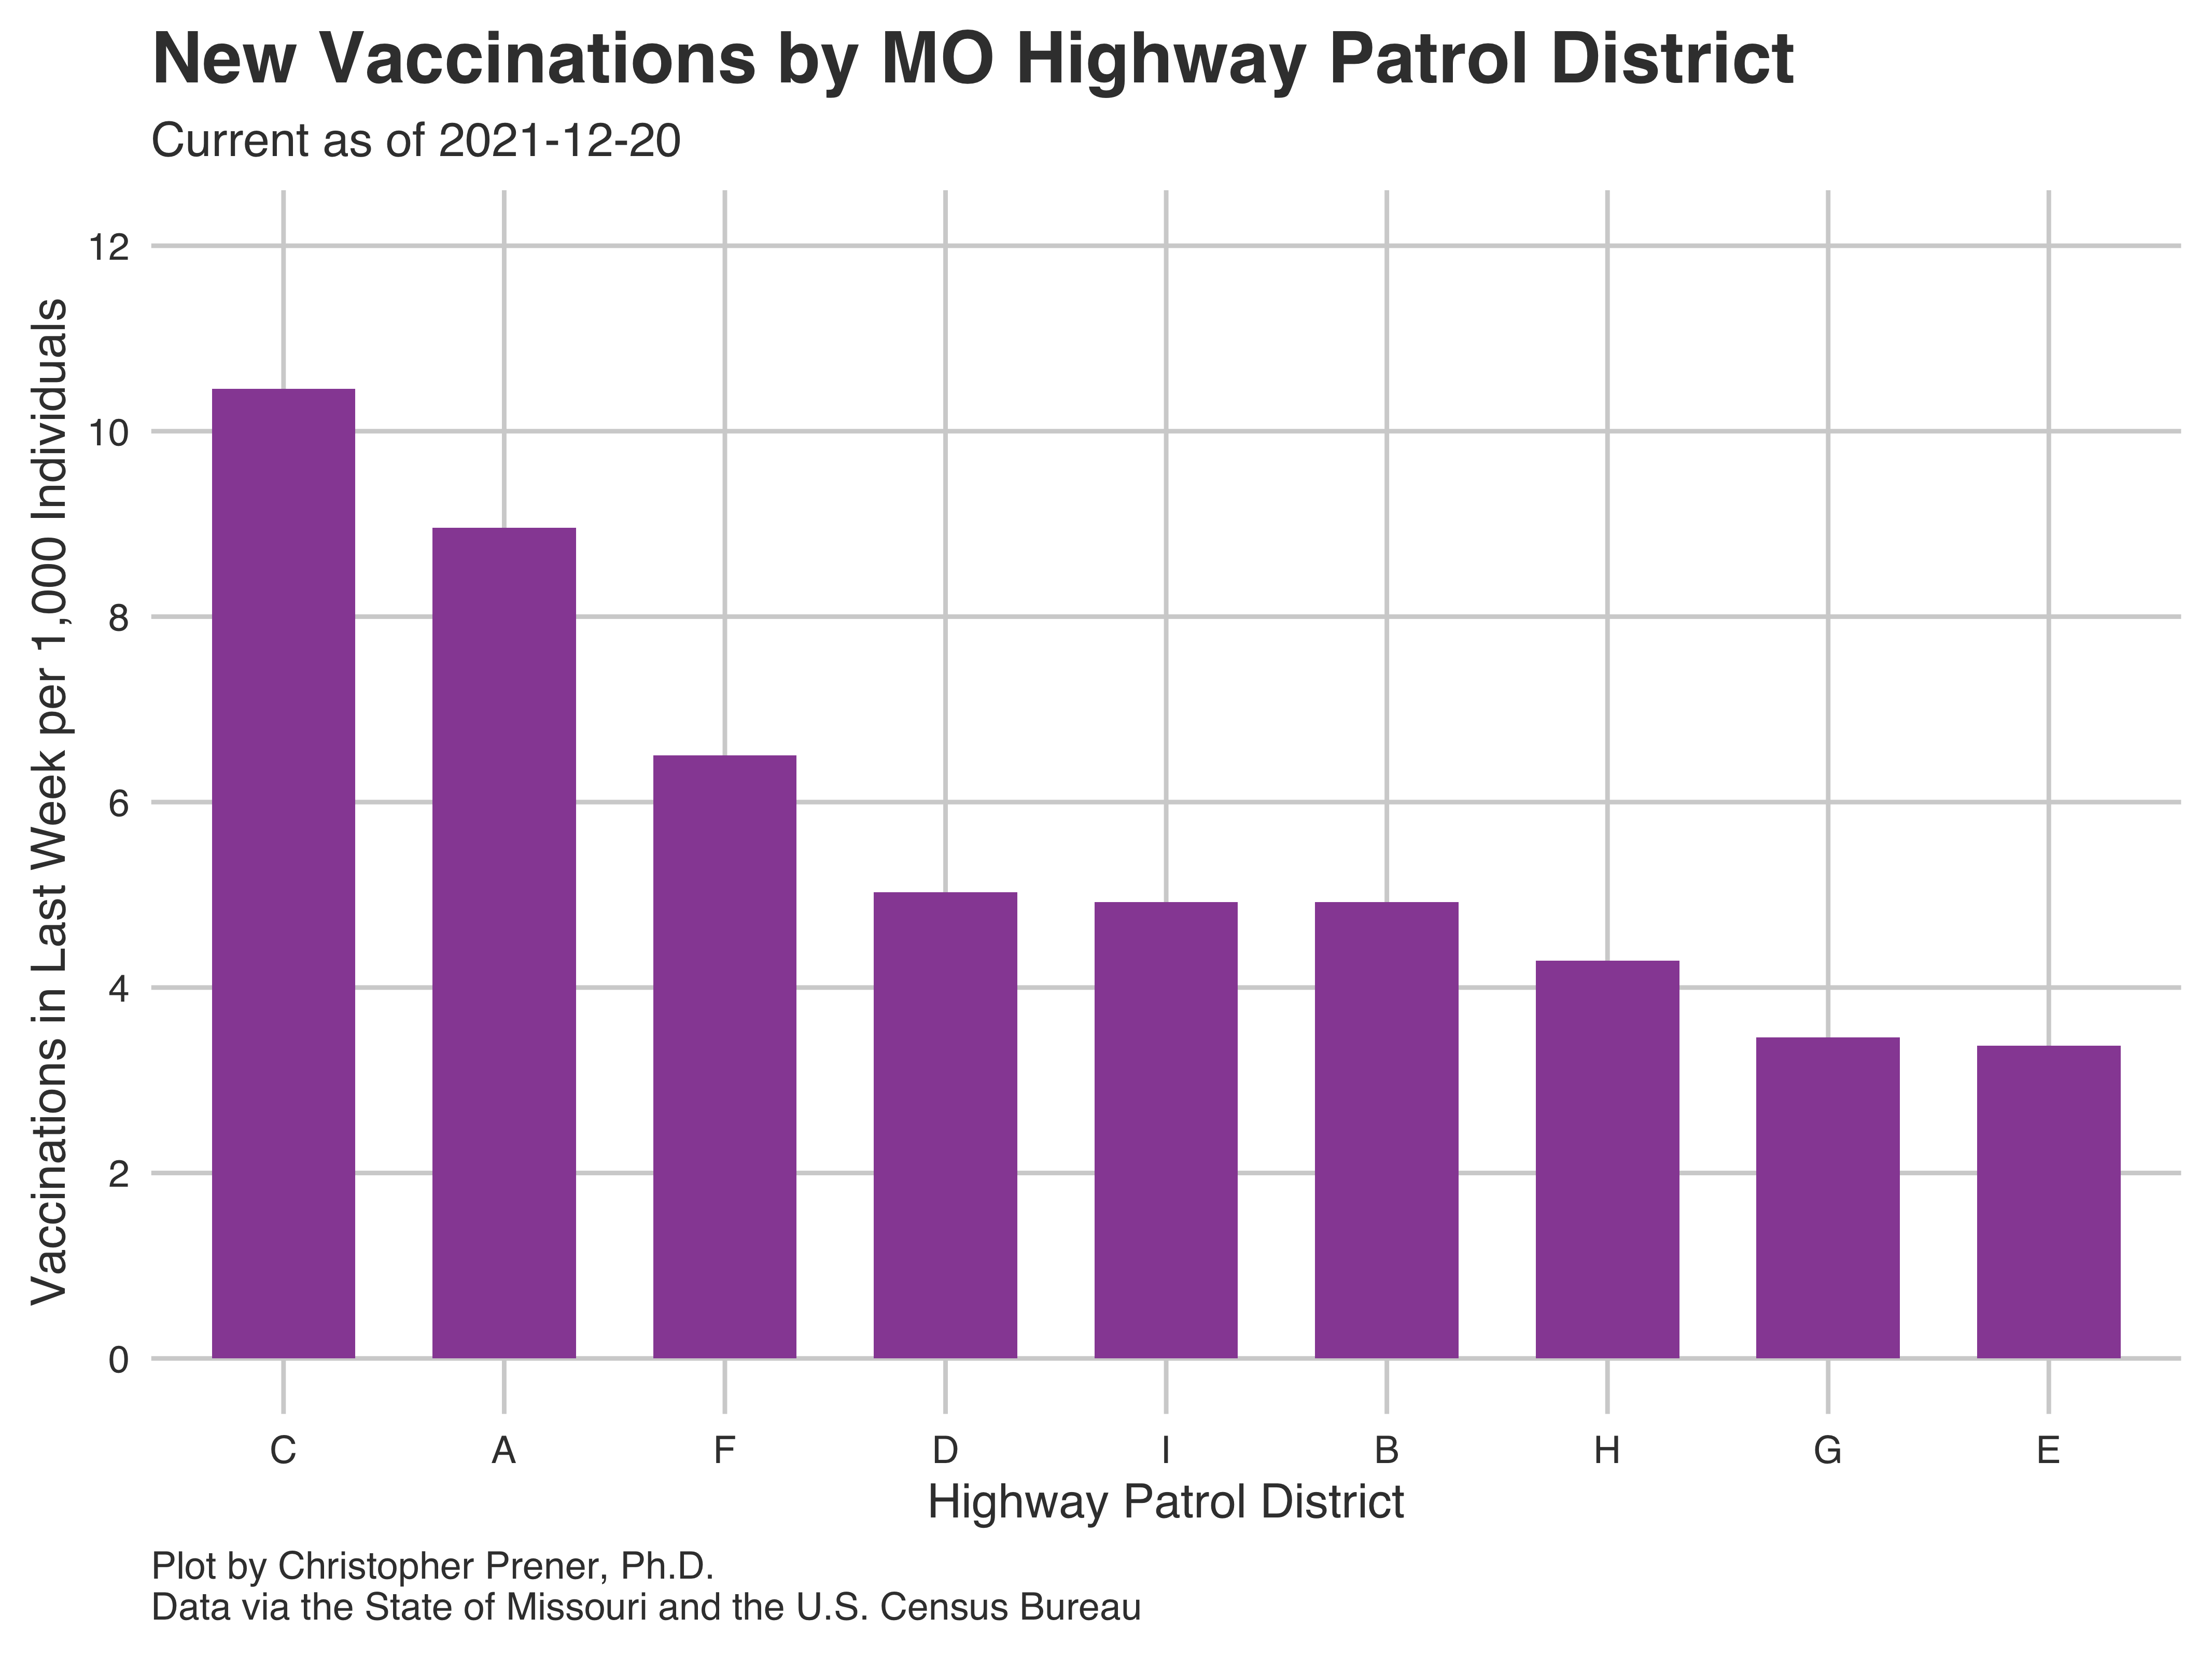 New Vaccinations by MO Highway Patrol District
Current as of 2021-12-20
Vaccinations in Last Week per 1,000 Individuals
12
10
8
6
4
2
0
C A F D I B H G E
Highway Patrol District
Plot by Christopher Prener, Ph.D.
Data via the State of Missouri and the U.S. Census Bureau